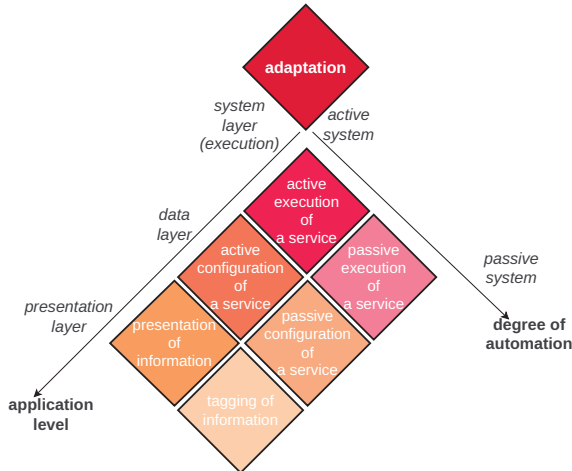 adaptation
system
layer
(execution)
active
system
active
execution
of
a service
data
layer
active
configuration
of
a service
passive
execution
of
a service
passive
system
presentation
layer
presentation
of
information
passive
configuration
of
a service
degree of
automation
application
level
tagging of
information